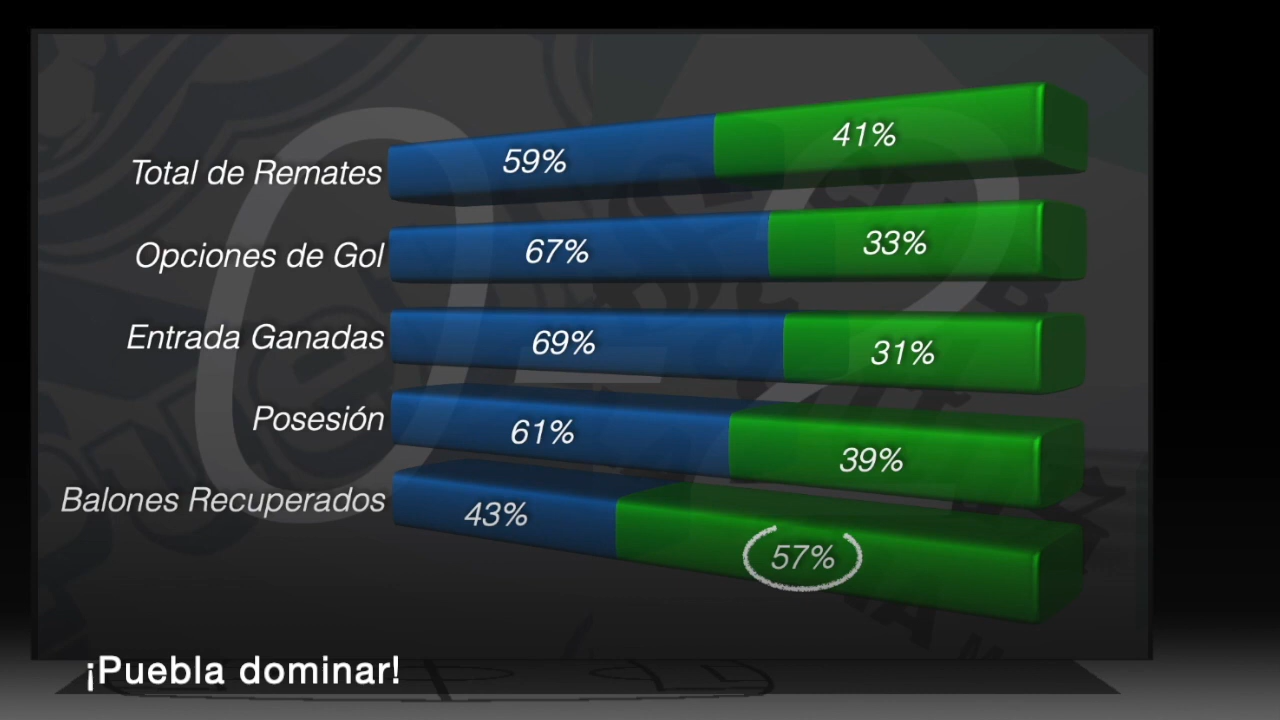 Total de Remates 59% 41%
Opciones de Gol 67% 33%
Entrada Ganadas 69% 31%
Posesión 61% 39%
Balones Recuperados 43% 57%
¡Puebla dominar!